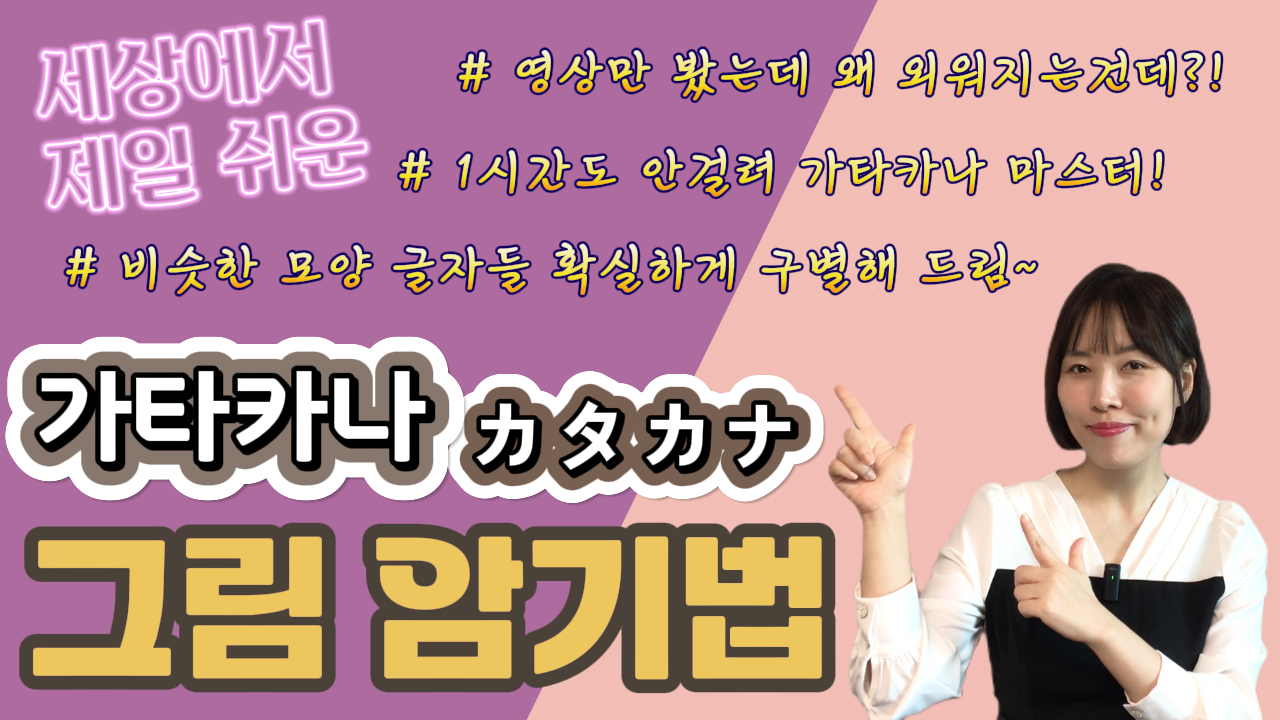 세상에서
제일 쉬운
# 영상만 봤는데 왜 외워지는건데?!
# 1시간도 안걸려 가타카나 마스터!
# 비슷한 모양 글자들 확실하게 구별해 드림~
가타카나 カタカナ
그림 암기법